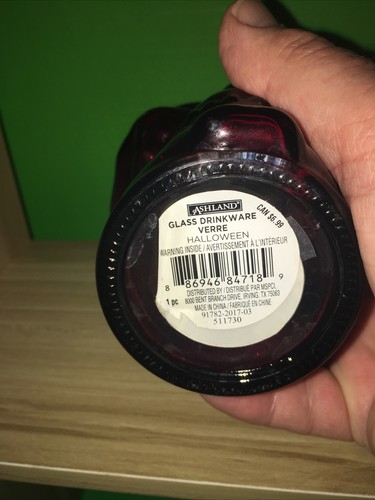 ASHLAND
GLASS DRINKWARE
VERRE
CAN $6.99
HALLOWEEN
WARNING INSIDE / AVERTISSEMENT À L'INTÉRIEUR
8 86946 84718 9
1 pc
DISTRIBUTED BY / DISTRIBUÉ PAR MSPCI,
8000 BENT BRANCH DRIVE, IRVING, TX 75063
MADE IN CHINA / FABRIQUÉ EN CHINE
91782-2017-03
511730